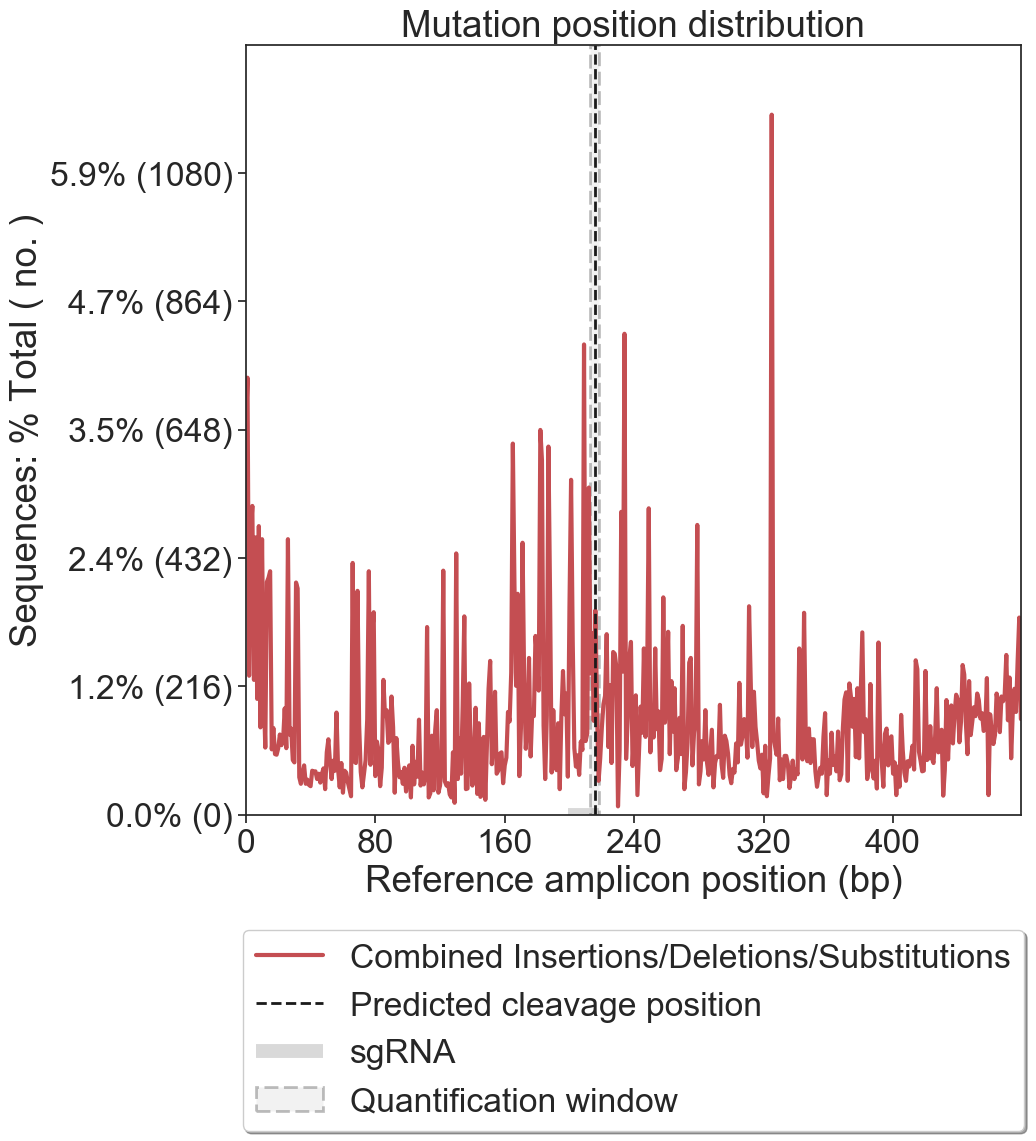 Mutation position distribution
Sequences: % Total ( no. )
5.9% (1080)
4.7% (864)
3.5% (648)
2.4% (432)
1.2% (216)
0.0% (0)
0 80 160 240 320 400
Reference amplicon position (bp)
Combined Insertions/Deletions/Substitutions
Predicted cleavage position
sgRNA
Quantification window